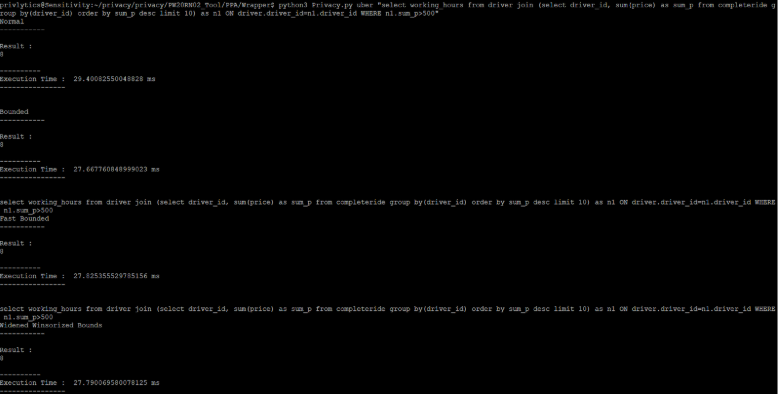 privlytics@Sensitivity:~/privacy/privacy/PWZ0RN02_Tool/PPA/Wrapper$ python3 Privacy.py uber "select working_hours from driver join (select driver_id, sum(price) as sum_p from completeride g
roup by(driver_id) order by sum_p desc limit 10) as n1 ON driver.driver_id=n1.driver_id WHERE n1.sum_p>500"
Normal
-----------
Result :
8
----------
Execution Time :  29.40082550048828 ms
----------------
Bounded
-----------
Result :
8
----------
Execution Time :  27.667760848999023 ms
----------------
select working_hours from driver join (select driver_id, sum(price) as sum_p from completeride group by(driver_id) order by sum_p desc limit 10) as n1 ON driver.driver_id=n1.driver_id WHERE
n1.sum_p>500
Fast Bounded
-----------
Result :
8
----------
Execution Time :  27.825355529785156 ms
----------------
select working_hours from driver join (select driver_id, sum(price) as sum_p from completeride group by(driver_id) order by sum_p desc limit 10) as n1 ON driver.driver_id=n1.driver_id WHERE
n1.sum_p>500
Widened Winsorized Bounds
-----------
Result :
8
----------
Execution Time :  27.790069580078125 ms
----------------